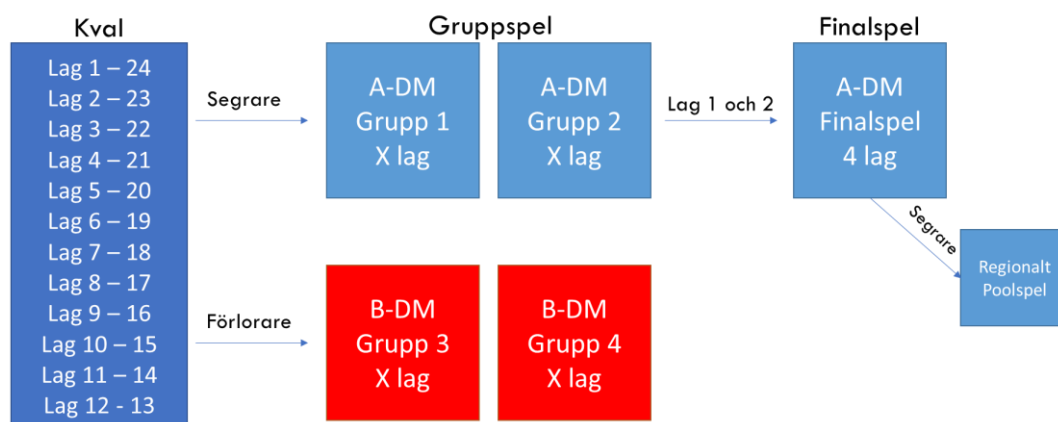 Kval
Lag 1 – 24
Lag 2 – 23
Lag 3 – 22
Lag 4 – 21
Lag 5 – 20
Lag 6 – 19
Lag 7 – 18
Lag 8 – 17
Lag 9 – 16
Lag 10 – 15
Lag 11 – 14
Lag 12 - 13
Segrare
Förlorare
Gruppspel
A-DM
Grupp 1
X lag
A-DM
Grupp 2
X lag
B-DM
Grupp 3
X lag
B-DM
Grupp 4
X lag
Lag 1 och 2
Finalspel
A-DM
Finalspel
4 lag
Segrare
Regionalt
Poolspel